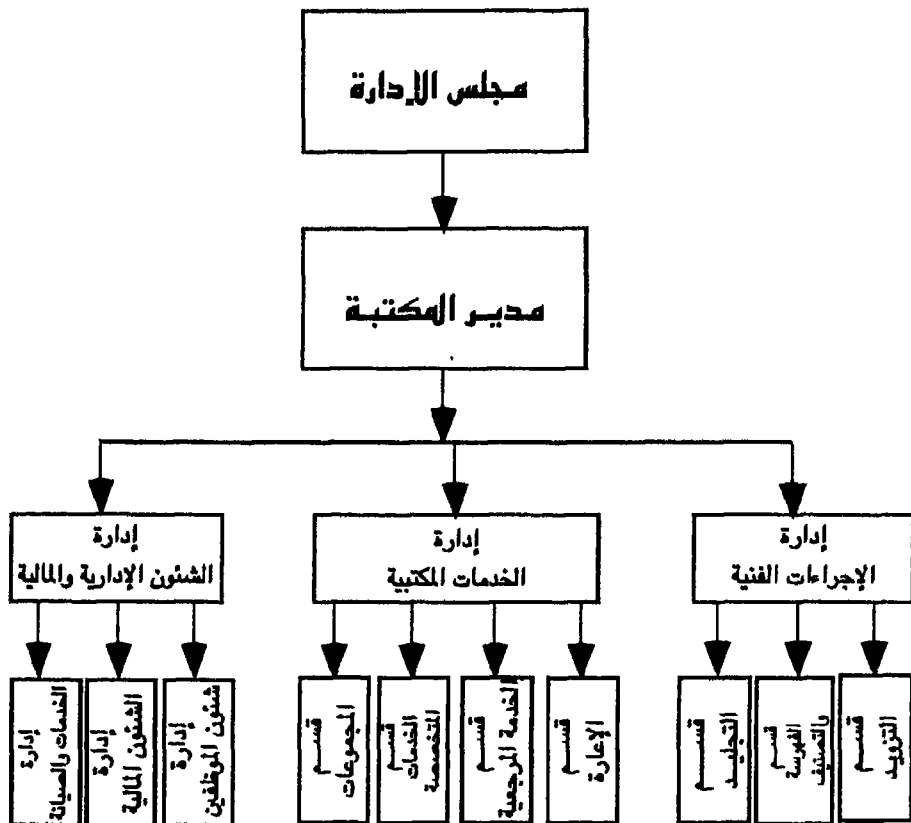 مجلس الإدارة
مدير المكتبة
إدارة
الإجراءات الفنية
إدارة
الخدمات المكتبية
إدارة
الشئون الإدارية والمالية
قسم
التزويد
قسم
الفهرسة
والتصنيف
قسم
التجليد
قسم
الإعارة
قسم
الخدمة المرجعية
قسم
الخدمات
المتخصصة
قسم
المجموعات
إدارة
شئون الموظفين
إدارة
الشئون المالية
إدارة
الخدمات والصيانة